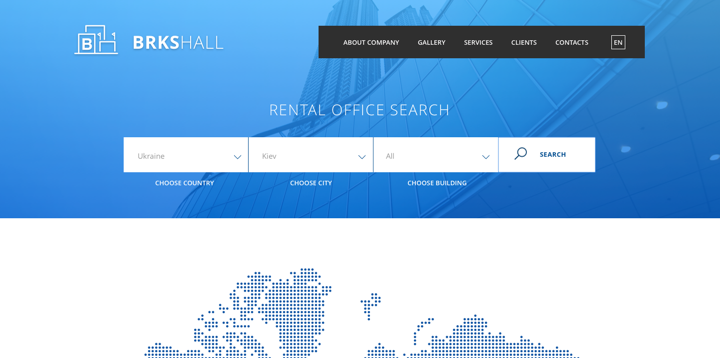 BRKSHALL
ABOUT COMPANY GALLERY SERVICES CLIENTS CONTACTS EN
RENTAL OFFICE SEARCH
Ukraine Kiev All SEARCH
CHOOSE COUNTRY CHOOSE CITY CHOOSE BUILDING